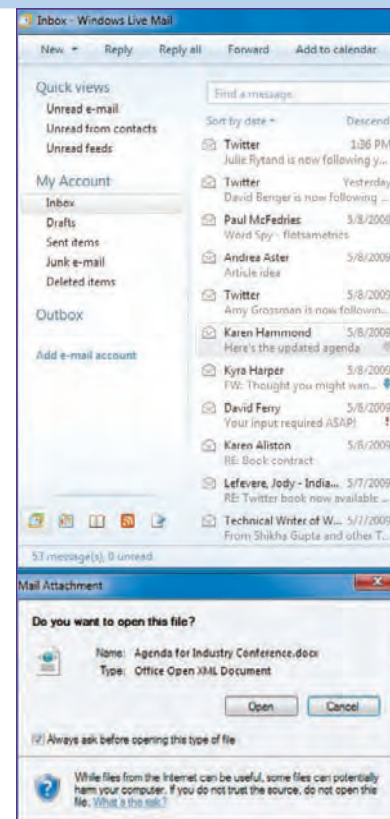 Inbox - Windows Live Mail
New Reply Reply all Forward Add to calendar
Quick views
Unread e-mail
Unread from contacts
Unread feeds
My Account
Inbox
Drafts
Sent items
Junk e-mail
Deleted items
Outbox
Add e-mail account
Find a message
Sort by date Descend
Twitter 1:36 PM
Julie Rytand is now following y...
Twitter Yesterday
David Benger is now following ...
Paul McFedries 5/8/2009
Word Spy - flotsametrics
Andrea Aster 5/8/2009
Article idea
Twitter 5/8/2009
Amy Grossman is now followin...
Karen Hammond 5/8/2009
Here's the updated agenda
Kyra Harper 5/8/2009
FW: Thought you might wan...
David Ferry 5/8/2009
Your input required ASAP! !
Karen Aliston 5/8/2009
RE: Book contract
Lefevere, Jody - India... 5/7/2009
RE: Twitter book now available ...
Technical Writer of W... 5/7/2009
From Shikha Gupta and other T...
53 message(s), 0 unread
Mail Attachment
Do you want to open this file?
Name: Agenda for Industry Conference.docx
Type: Office Open XML Document
Open Cancel
Always ask before opening this type of file
While files from the Internet can be useful, some files can potentially
harm your computer. If you do not trust the source, do not open this
file. What's the risk?